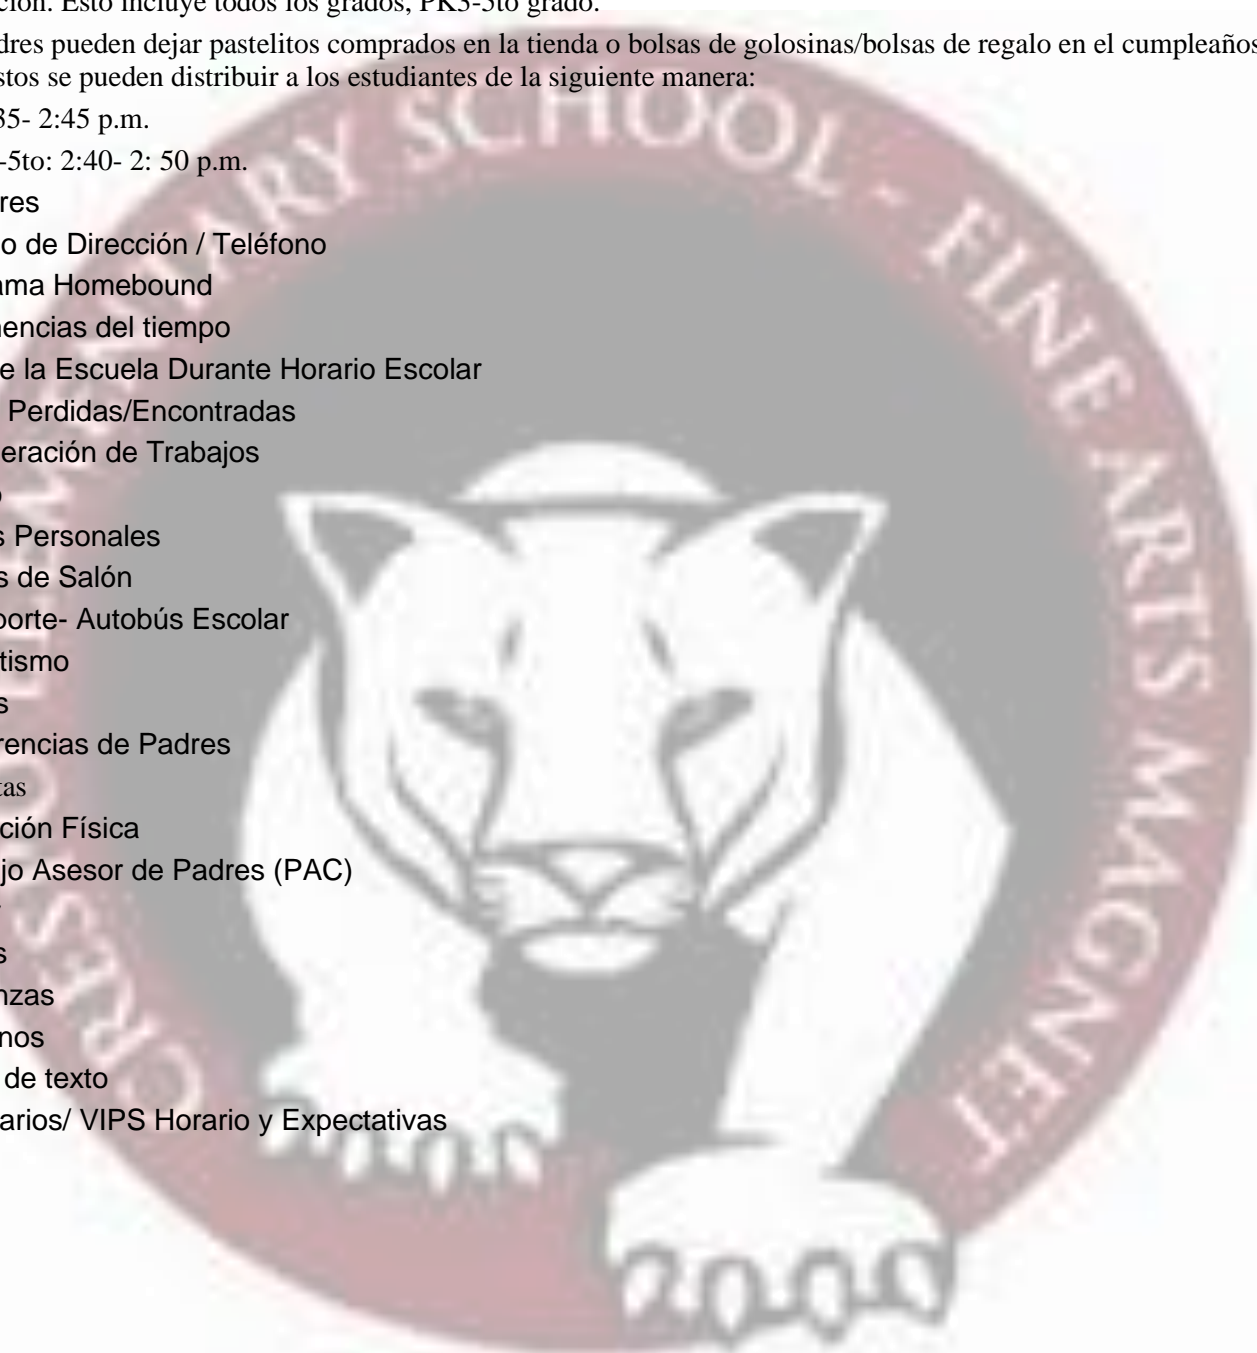 ción. Esto incluye todos los grados, PK3-5to grado.
dres pueden dejar pastelitos comprados en la tienda o bolsas de golosinas/bolsas de regalo en el cumpleaños
stos se pueden distribuir a los estudiantes de la siguiente manera:
35- 2:45 p.m.
-5to: 2:40- 2: 50 p.m.
res
o de Dirección / Teléfono
ama Homebound
encias del tiempo
e la Escuela Durante Horario Escolar
Perdidas/Encontradas
eración de Trabajos
o
s Personales
s de Salón
porte- Autobús Escolar
tismo
s
rencias de Padres
tas
ción Física
jo Asesor de Padres (PAC)
s
nzas
nos
de texto
arios/ VIPS Horario y Expectativas
ELEMENTARY SCHOOL - FINE ARTS MAGNET